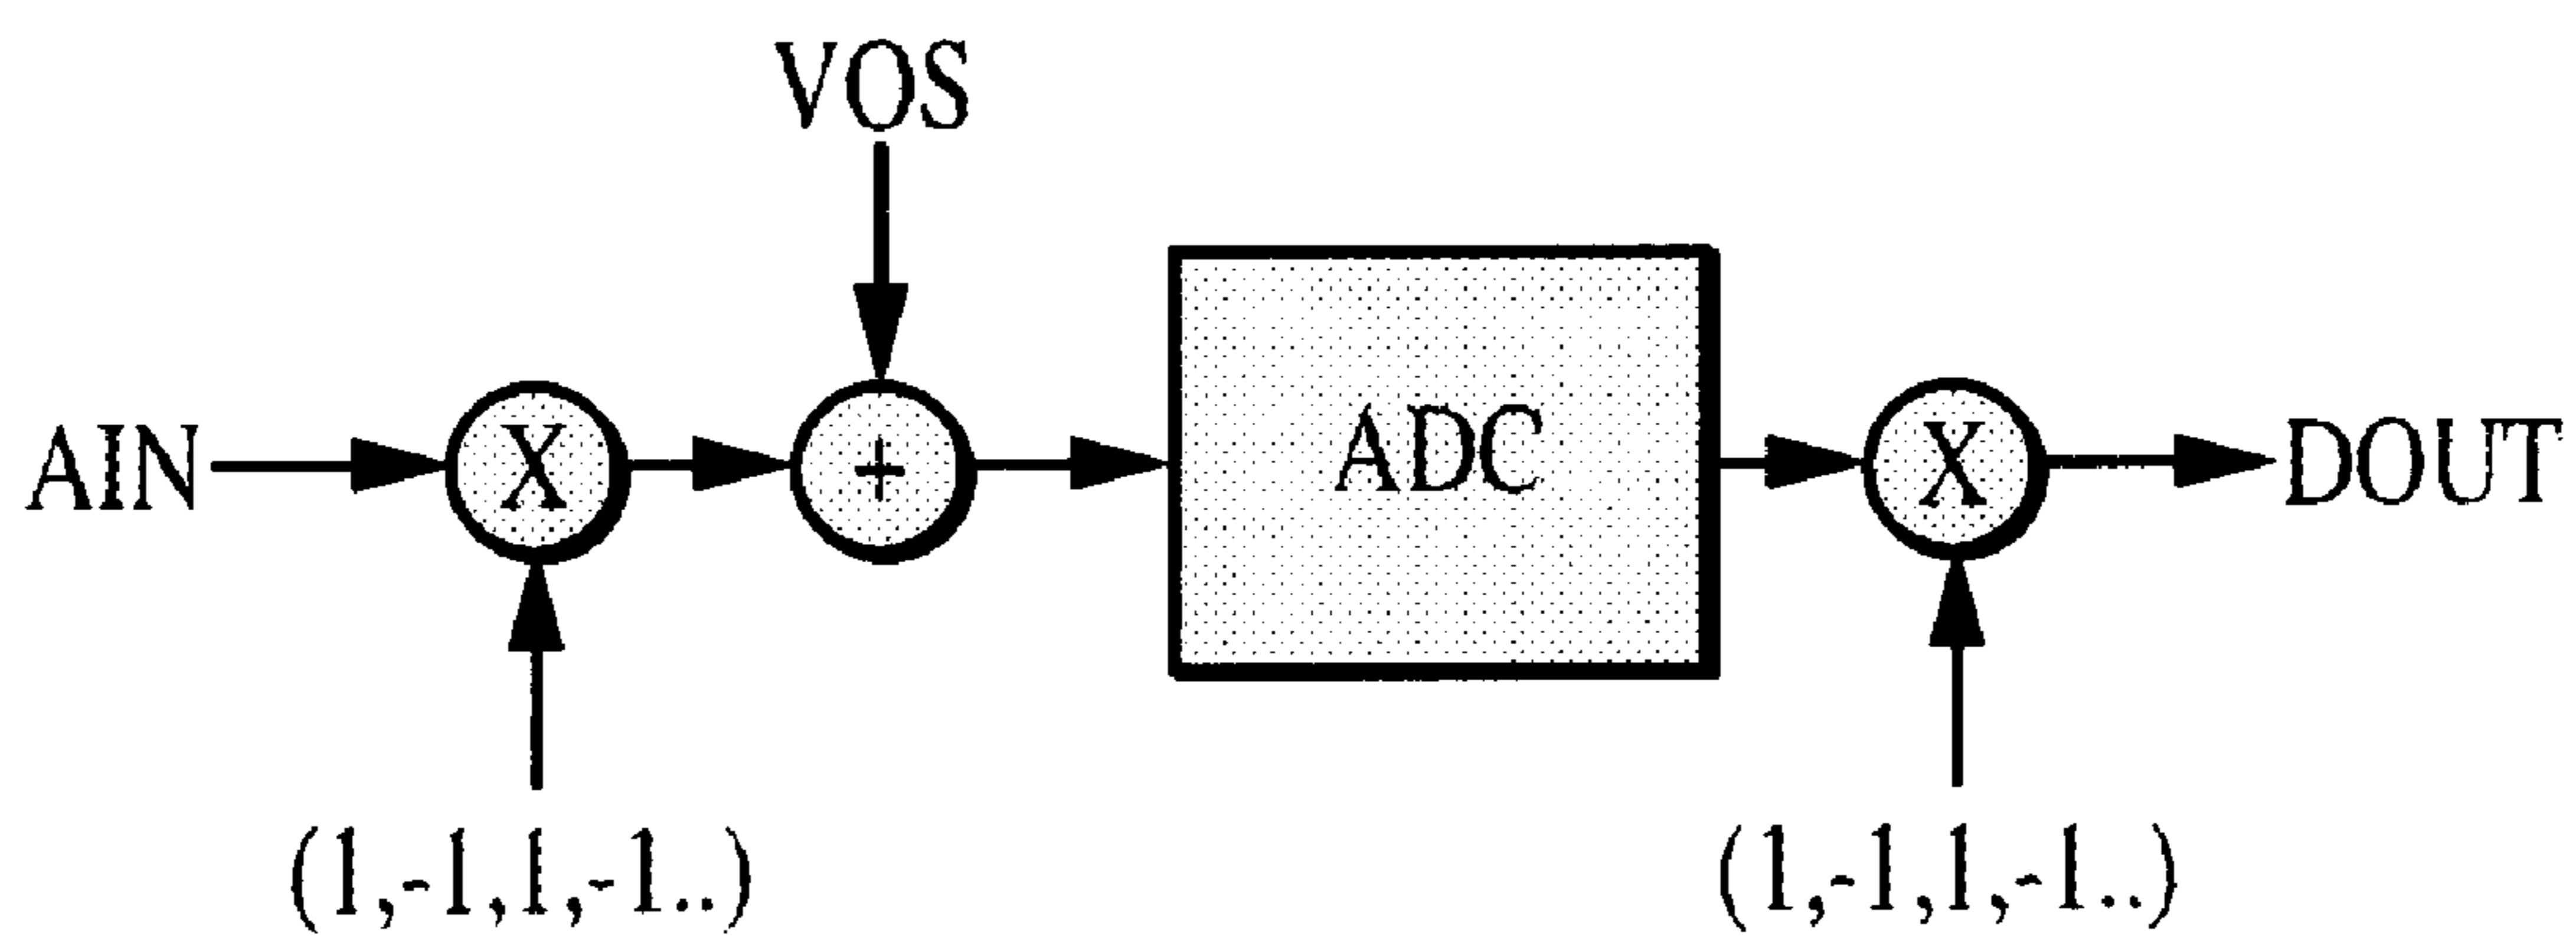 VOS
AIN X + ADC X DOUT
(1,-1,1,-1..) (1,-1,1,-1..)